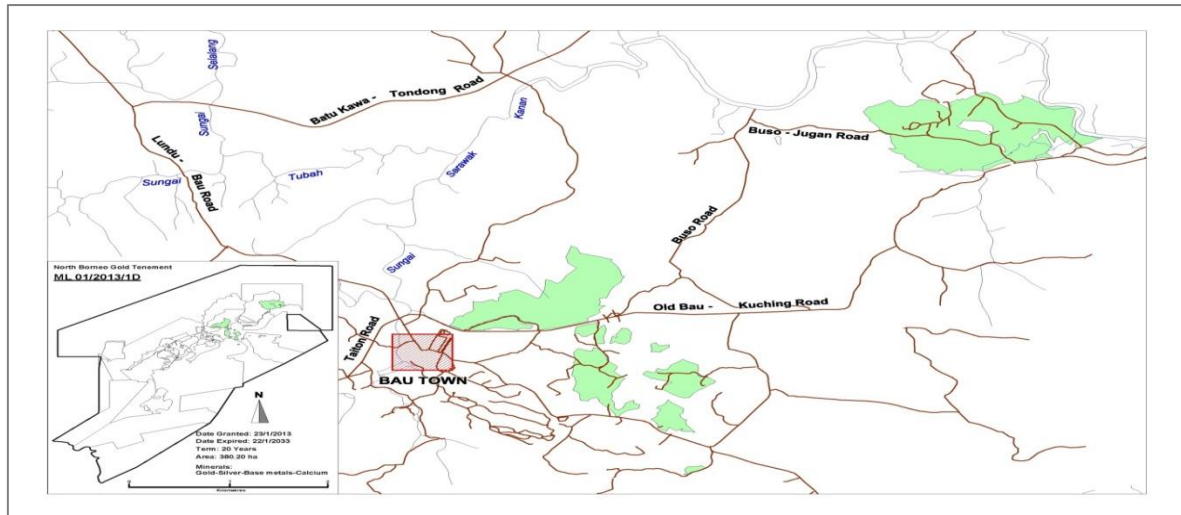 Selalang
Sungai
Batu Kawa - Tondong Road
Kanan
Sarawak
Sungai
Lundu - Bau Road
Sungai Tubah
Buso - Jugan Road
Buso Road
Old Bau - Kuching Road
Taiton Road
BAU TOWN
North Borneo Gold Tenement
ML 01/2013/1D
N
Date Granted: 23/1/2013
Date Expired: 22/1/2033
Term: 20 Years
Area: 380.20 ha
Minerals:
Gold-Silver-Base metals-Calcium
Kilometres